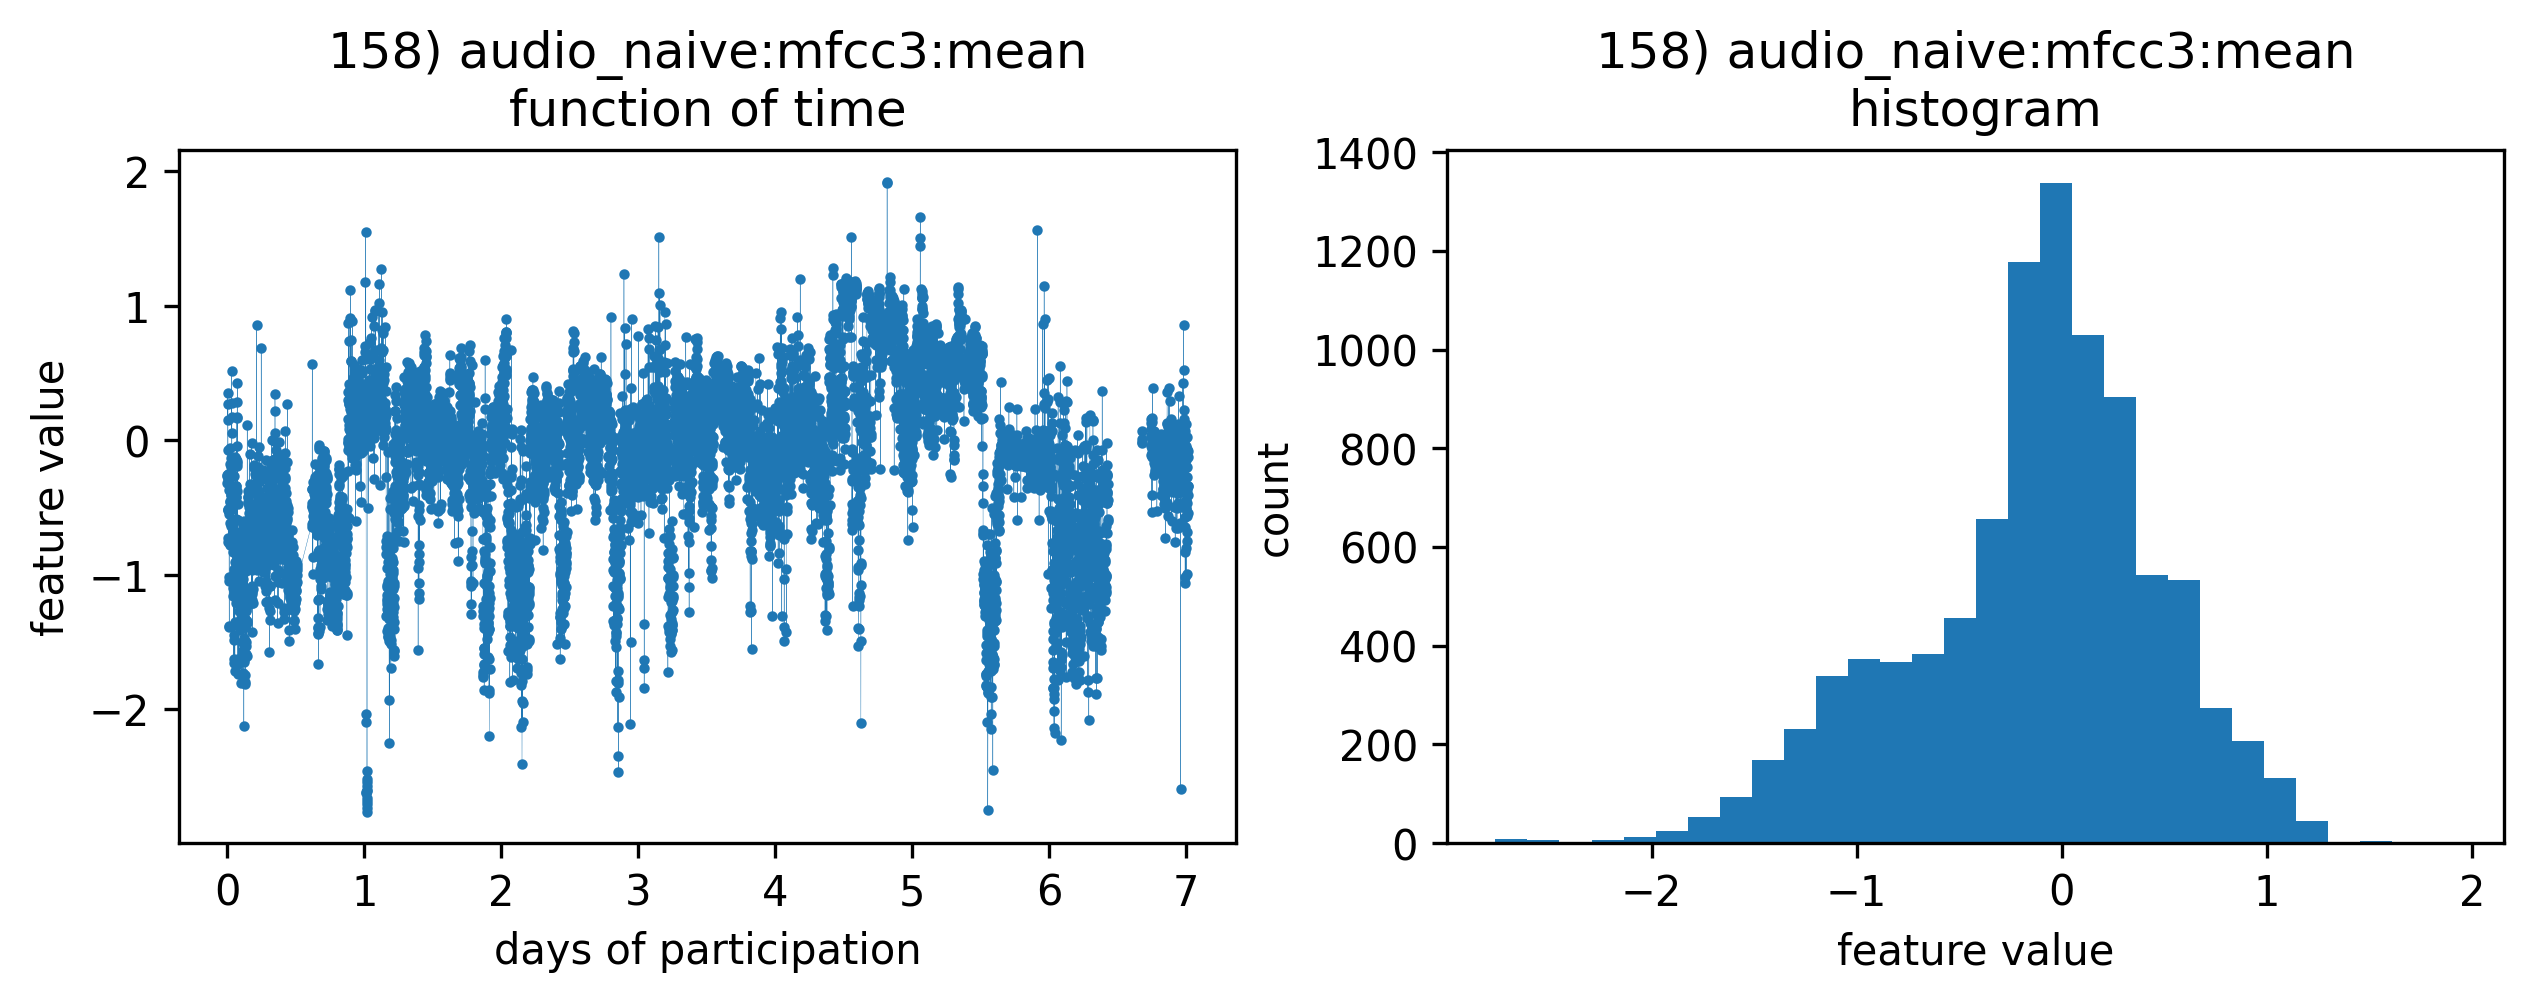 158) audio_naive:mfcc3:mean
function of time
feature value
2
1
0
−1
−2
0 1 2 3 4 5 6 7
days of participation
158) audio_naive:mfcc3:mean
histogram
count
1400
1200
1000
800
600
400
200
0
−2 −1 0 1 2
feature value